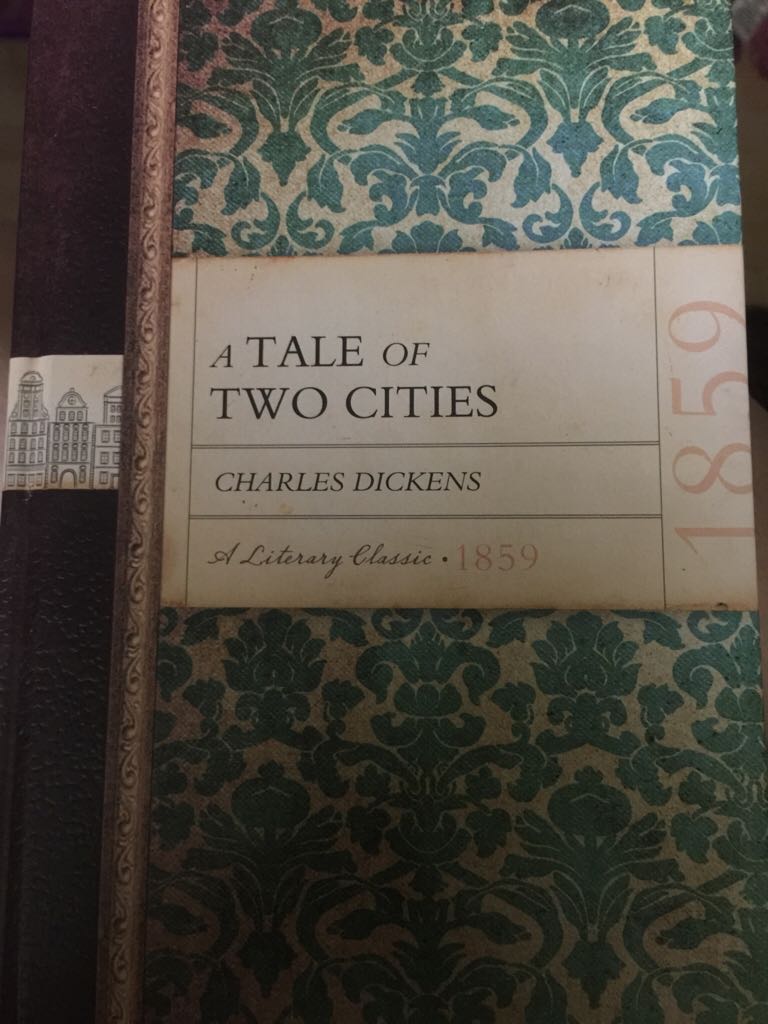 A TALE OF
TWO CITIES
CHARLES DICKENS
A Literary Classic • 1859
1859